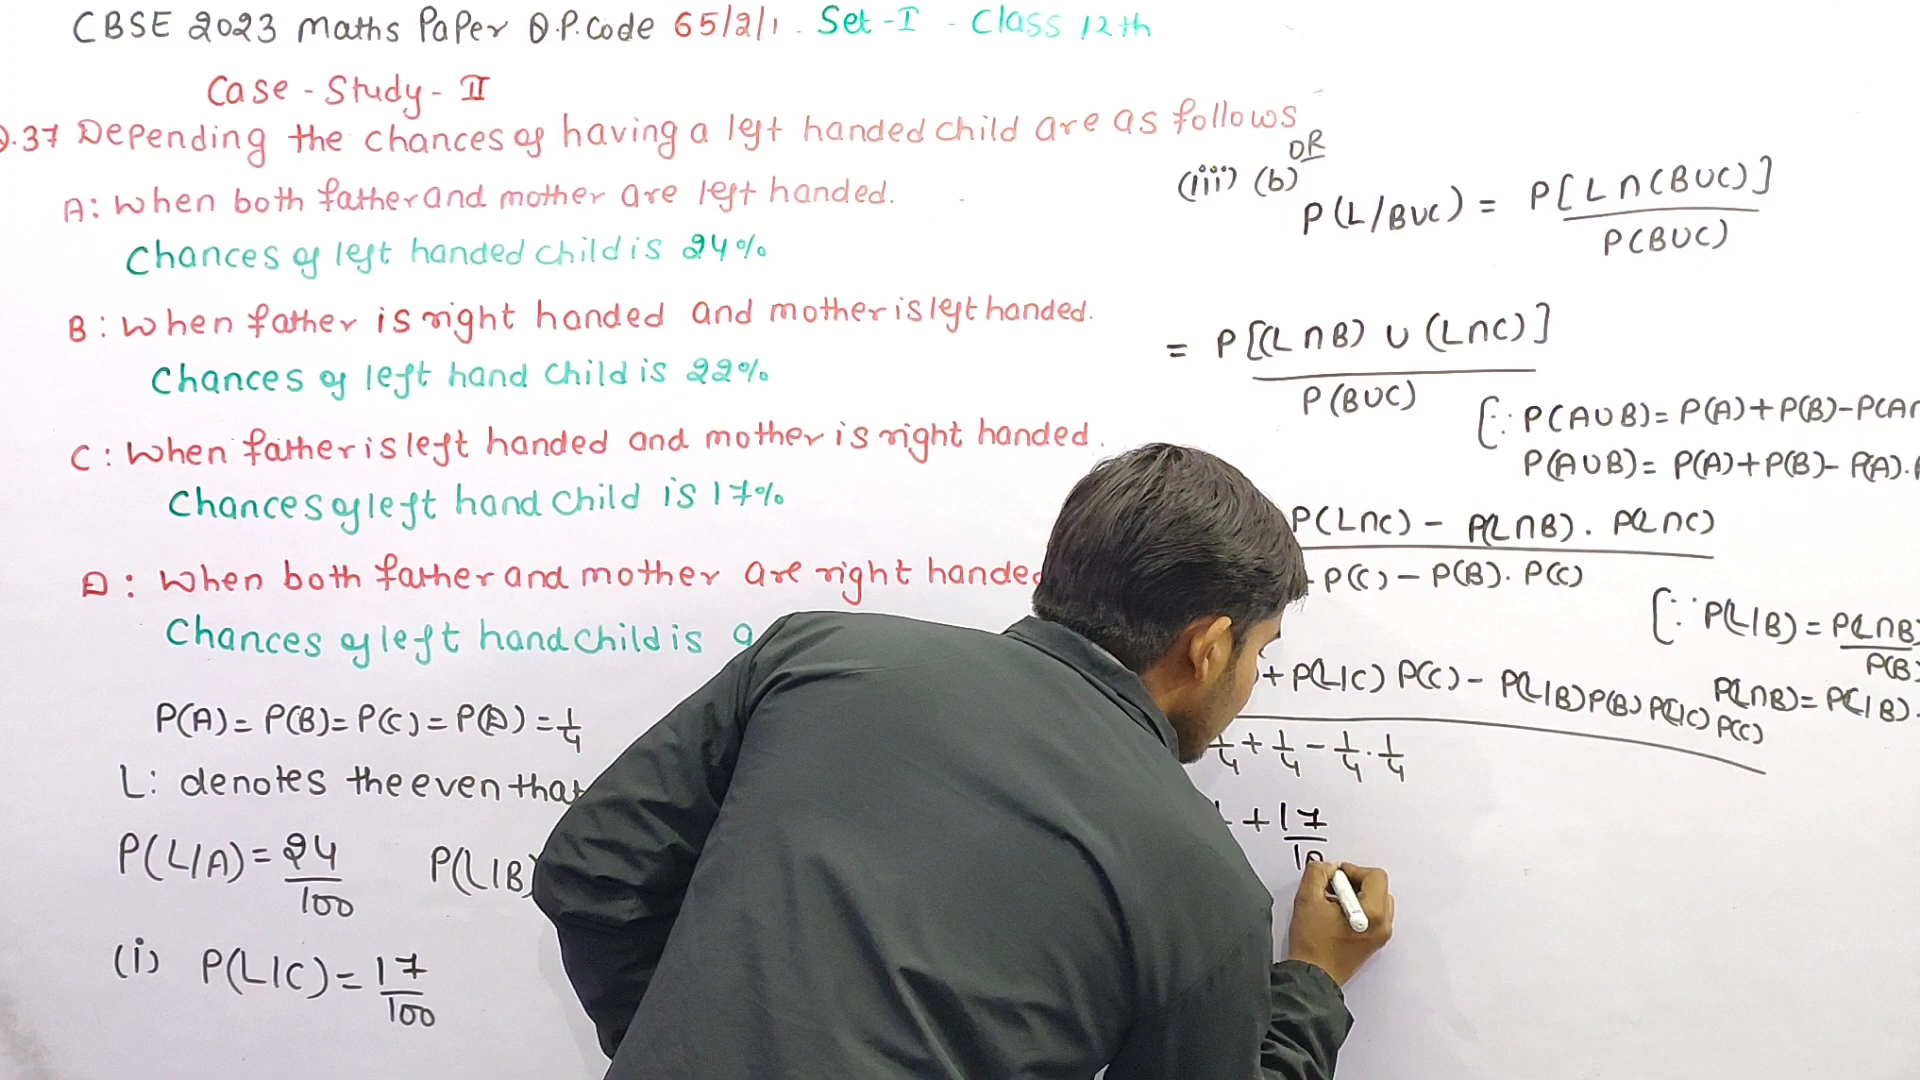 CBSE 2023 Maths Paper Q.P.Code 65/2/1. Set-I - Class 12th
Case-Study-II
Q.37 Depending the chances of having a left handed child are as follows
A: When both father and mother are left handed.
Chances of left handed child is 24%
B: When father is right handed and mother is left handed.
Chances of left hand child is 22%
C: When father is left handed and mother is right handed.
Chances of left hand child is 17%
D: When both father and mother are right handed
Chances of left hand child is 9
P(A)=P(B)=P(C)=P(D)=1/4
L: denotes the even that
P(L/A)=24/100 P(L|B)
(i) P(L|C)=17/100
OR
(iii) (b)
P(L/B∪C) = P[L∩(B∪C)]/P(B∪C)
= P[(L∩B) ∪ (L∩C)]/P(B∪C)
[∵ P(A∪B)=P(A)+P(B)-P(A∩
P(A∪B)=P(A)+P(B)-P(A).
P(L∩C) - P(L∩B). P(L∩C)
P(C) - P(B). P(C)
[∵ P(L|B)=P(L∩B)/P(B)
P(L∩B)=P(L|B).
+P(L|C) P(C)-P(L|B)P(B)P(L|C)P(C)
1/4+1/4-1/4.1/4
+17/10